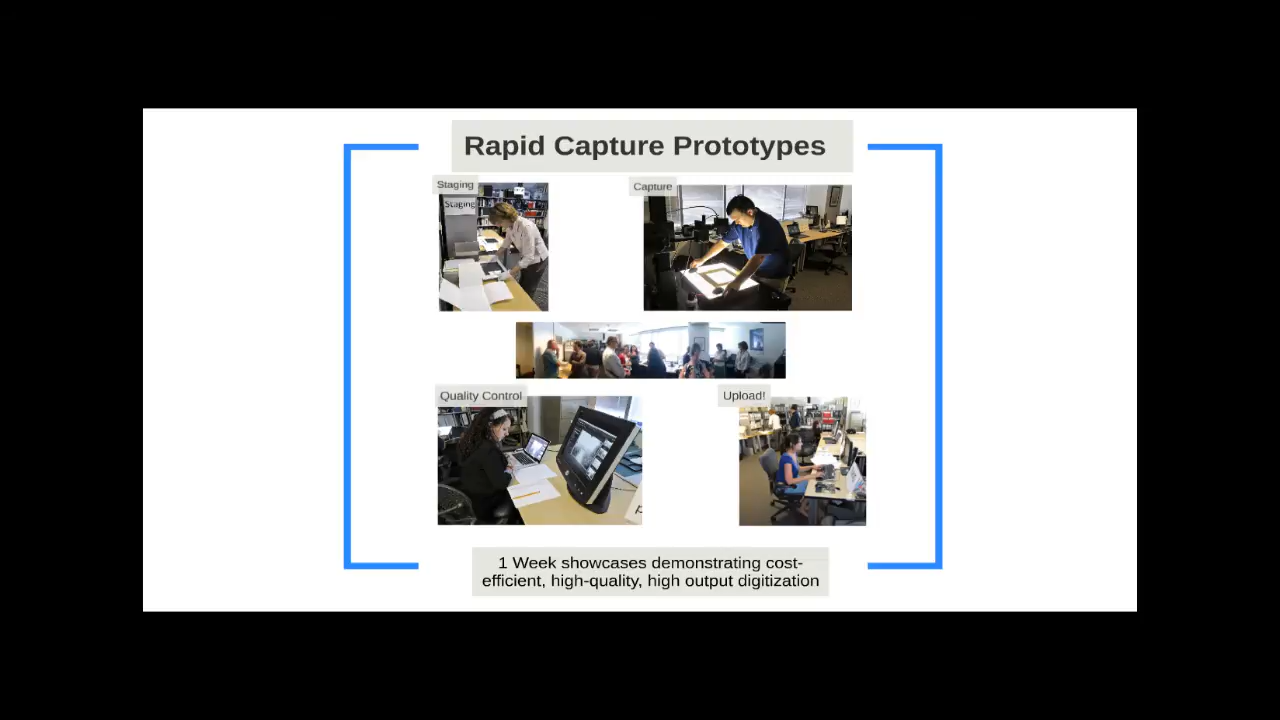 Rapid Capture Prototypes
Staging
Capture
Staging
Quality Control
Upload!
1 Week showcases demonstrating cost-
efficient, high-quality, high output digitization